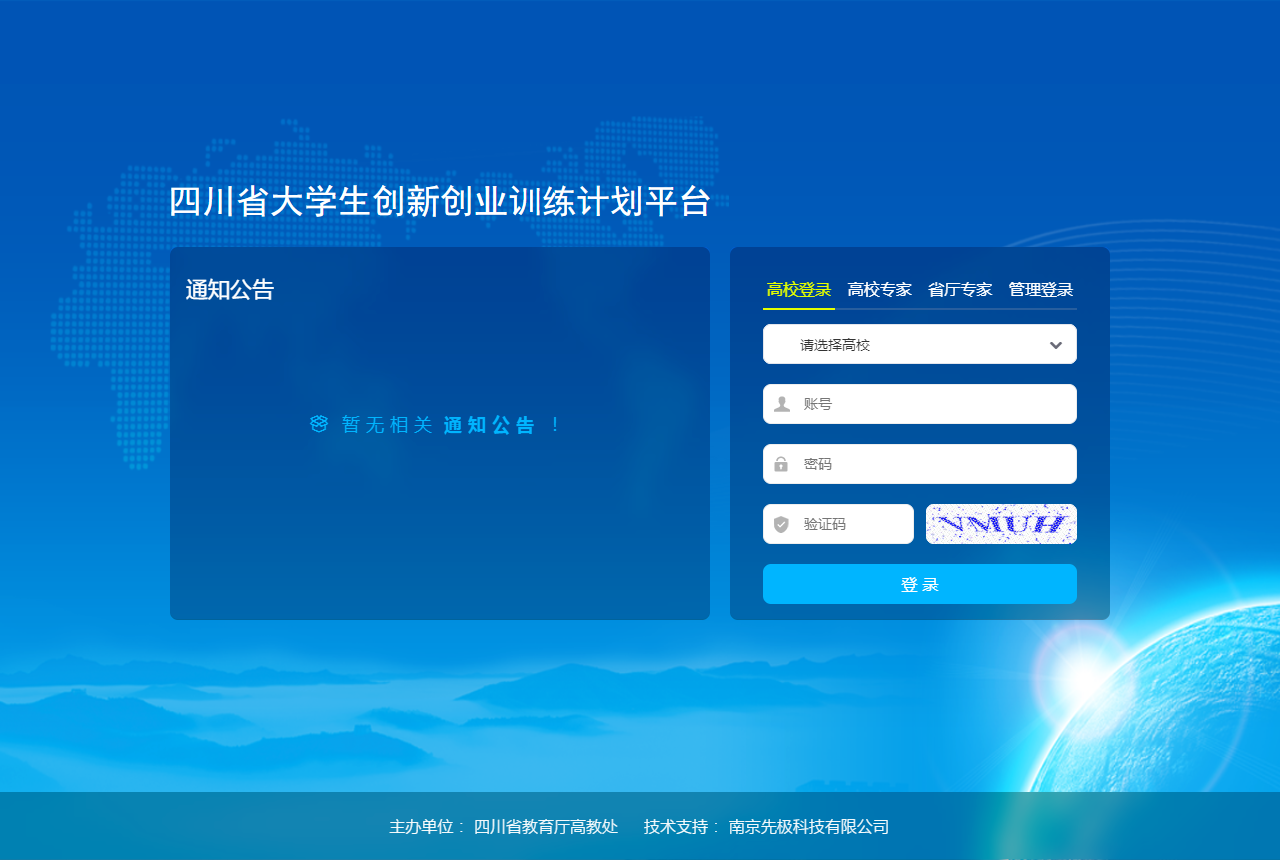 四川省大学生创新创业训练计划平台
通知公告
暂无相关 通知公告 ！
高校登录 高校专家 省厅专家 管理登录
请选择高校
账号
密码
验证码 VMUH
登 录
主办单位： 四川省教育厅高教处 技术支持： 南京先极科技有限公司